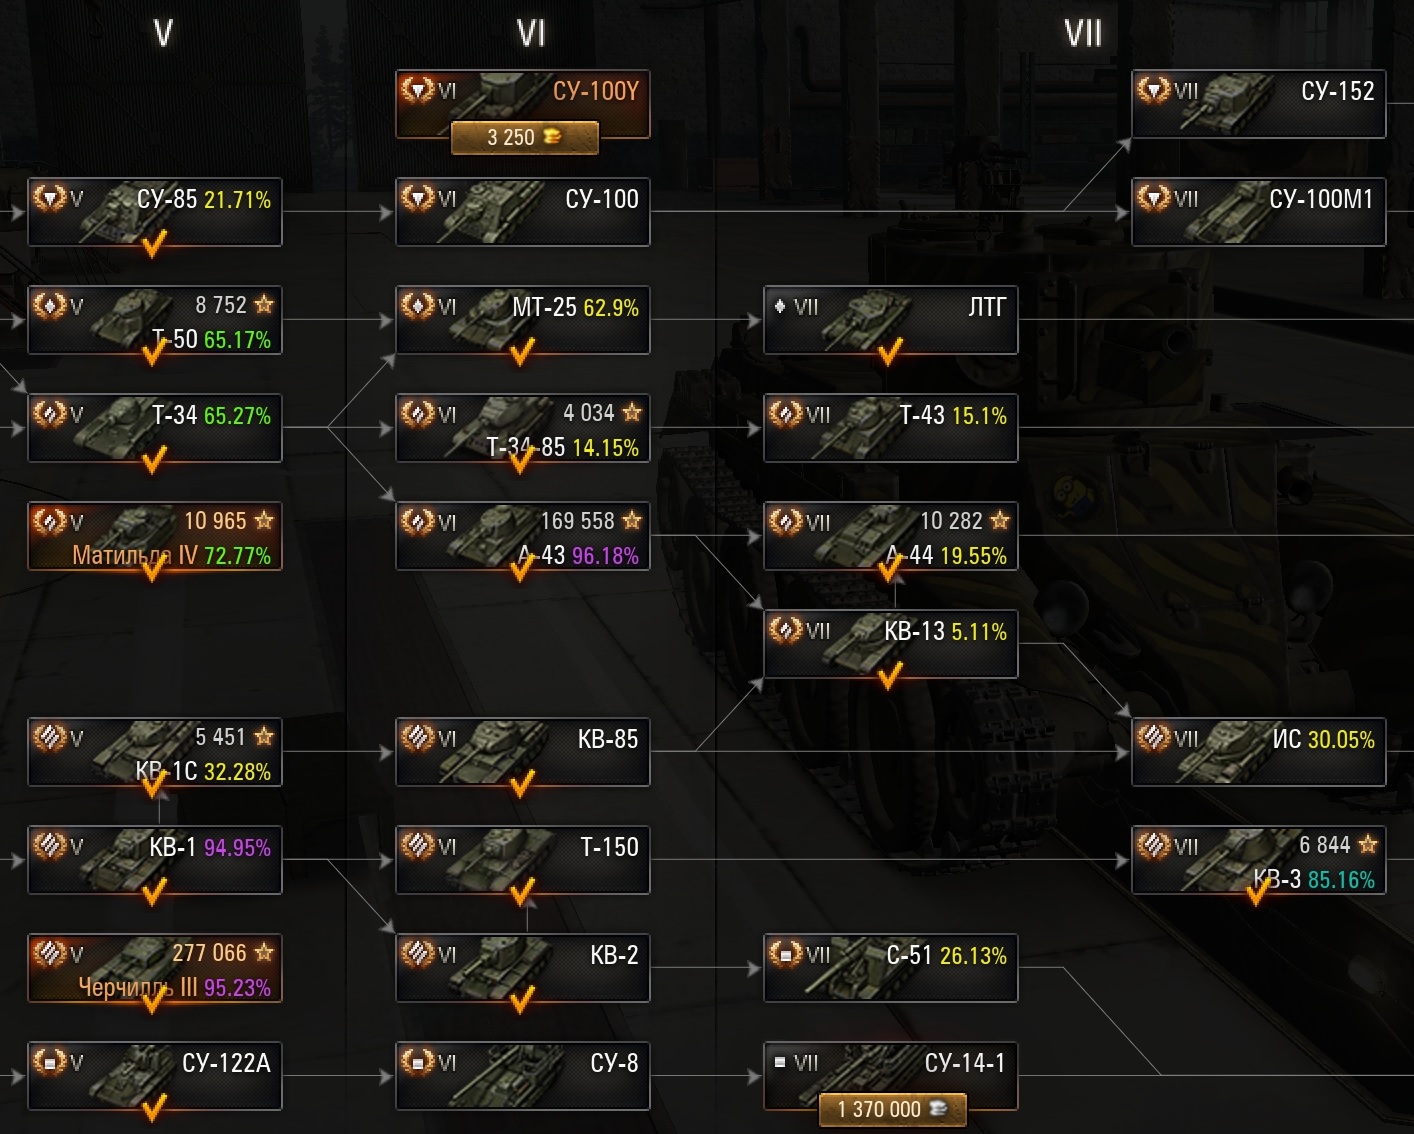 V VI VII
VI СУ-100Y
3 250
VII СУ-152
V СУ-85 21.71%
VI СУ-100
VII СУ-100М1
V 8 752
Т-50 65.17%
VI МТ-25 62.9%
VII ЛТГ
V Т-34 65.27%
VI 4 034
Т-34-85 14.15%
VII Т-43 15.1%
V 10 965
Матильда IV 72.77%
VI 169 558
А-43 96.18%
VII 10 282
А-44 19.55%
VII КВ-13 5.11%
V 5 451
КВ-1С 32.28%
VI КВ-85
VII ИС 30.05%
V КВ-1 94.95%
VI Т-150
VII 6 844
КВ-3 85.16%
V 277 066
Черчилль III 95.23%
VI КВ-2
VII С-51 26.13%
V СУ-122А
VI СУ-8
VII СУ-14-1
1 370 000